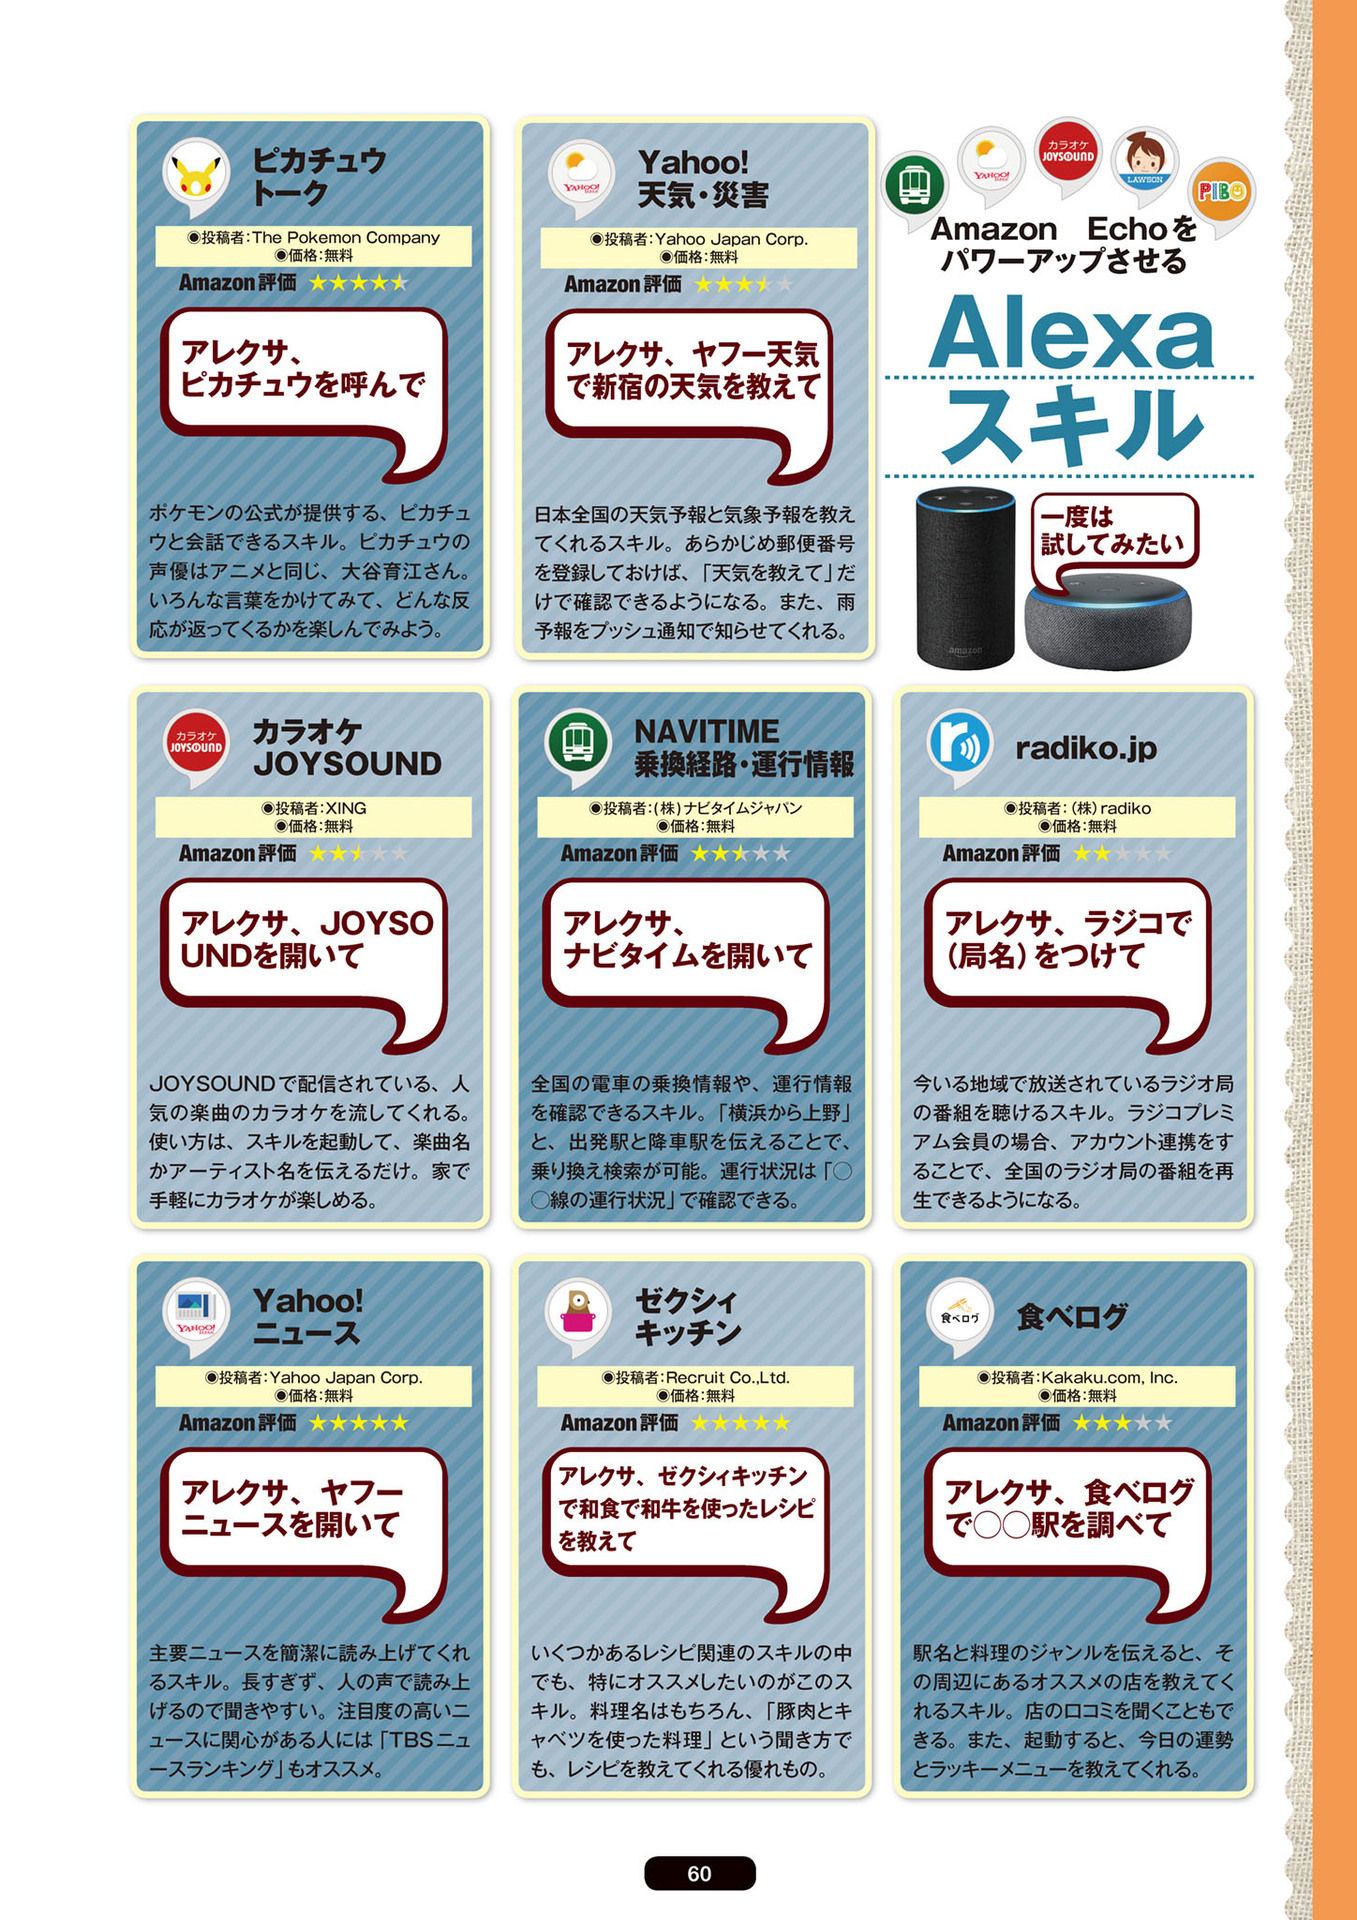 カラオケ
JOYSOUND
YAHOO!
JAPAN
LAWSON
PIBO
Amazon Echoを
パワーアップさせる
Alexa
スキル
一度は
試してみたい
amazon
ピカチュウ
トーク
◉投稿者:The Pokemon Company
◉価格:無料
Amazon評価 ★★★★★
アレクサ、
ピカチュウを呼んで
ポケモンの公式が提供する、ピカチュ
ウと会話できるスキル。ピカチュウの
声優はアニメと同じ、大谷育江さん。
いろんな言葉をかけてみて、どんな反
応が返ってくるかを楽しんでみよう。
YAHOO!
JAPAN
Yahoo!
天気・災害
◉投稿者:Yahoo Japan Corp.
◉価格:無料
Amazon評価 ★★★★★
アレクサ、ヤフー天気
で新宿の天気を教えて
日本全国の天気予報と気象予報を教え
てくれるスキル。あらかじめ郵便番号
を登録しておけば、「天気を教えて」だ
けで確認できるようになる。また、雨
予報をプッシュ通知で知らせてくれる。
カラオケ
JOYSOUND
カラオケ
JOYSOUND
◉投稿者:XING
◉価格:無料
Amazon評価 ★★★★★
アレクサ、JOYSO
UNDを開いて
JOYSOUNDで配信されている、人
気の楽曲のカラオケを流してくれる。
使い方は、スキルを起動して、楽曲名
かアーティスト名を伝えるだけ。家で
手軽にカラオケが楽しめる。
NAVITIME
乗換経路・運行情報
◉投稿者:(株)ナビタイムジャパン
◉価格:無料
Amazon評価 ★★★★★
アレクサ、
ナビタイムを開いて
全国の電車の乗換情報や、運行情報
を確認できるスキル。「横浜から上野」
と、出発駅と降車駅を伝えることで、
乗り換え検索が可能。運行状況は「○
○線の運行状況」で確認できる。
r
radiko.jp
◉投稿者:(株)radiko
◉価格:無料
Amazon評価 ★★★★★
アレクサ、ラジコで
(局名)をつけて
今いる地域で放送されているラジオ局
の番組を聴けるスキル。ラジコプレミ
アム会員の場合、アカウント連携をす
ることで、全国のラジオ局の番組を再
生できるようになる。
YAHOO!
JAPAN
Yahoo!
ニュース
◉投稿者:Yahoo Japan Corp.
◉価格:無料
Amazon評価 ★★★★★
アレクサ、ヤフー
ニュースを開いて
主要ニュースを簡潔に読み上げてくれ
るスキル。長すぎず、人の声で読み上
げるので聞きやすい。注目度の高いニ
ュースに関心がある人には「TBSニュ
ースランキング」もオススメ。
ゼクシィ
キッチン
◉投稿者:Recruit Co.,Ltd.
◉価格:無料
Amazon評価 ★★★★★
アレクサ、ゼクシィキッチン
で和食で和牛を使ったレシピ
を教えて
いくつかあるレシピ関連のスキルの中
でも、特にオススメしたいのがこのス
キル。料理名はもちろん、「豚肉とキ
ャベツを使った料理」という聞き方で
も、レシピを教えてくれる優れもの。
食べログ
食べログ
◉投稿者:Kakaku.com, Inc.
◉価格:無料
Amazon評価 ★★★★★
アレクサ、食べログ
で○○駅を調べて
駅名と料理のジャンルを伝えると、そ
の周辺にあるオススメの店を教えてく
れるスキル。店の口コミを聞くこともで
きる。また、起動すると、今日の運勢
とラッキーメニューを教えてくれる。
60